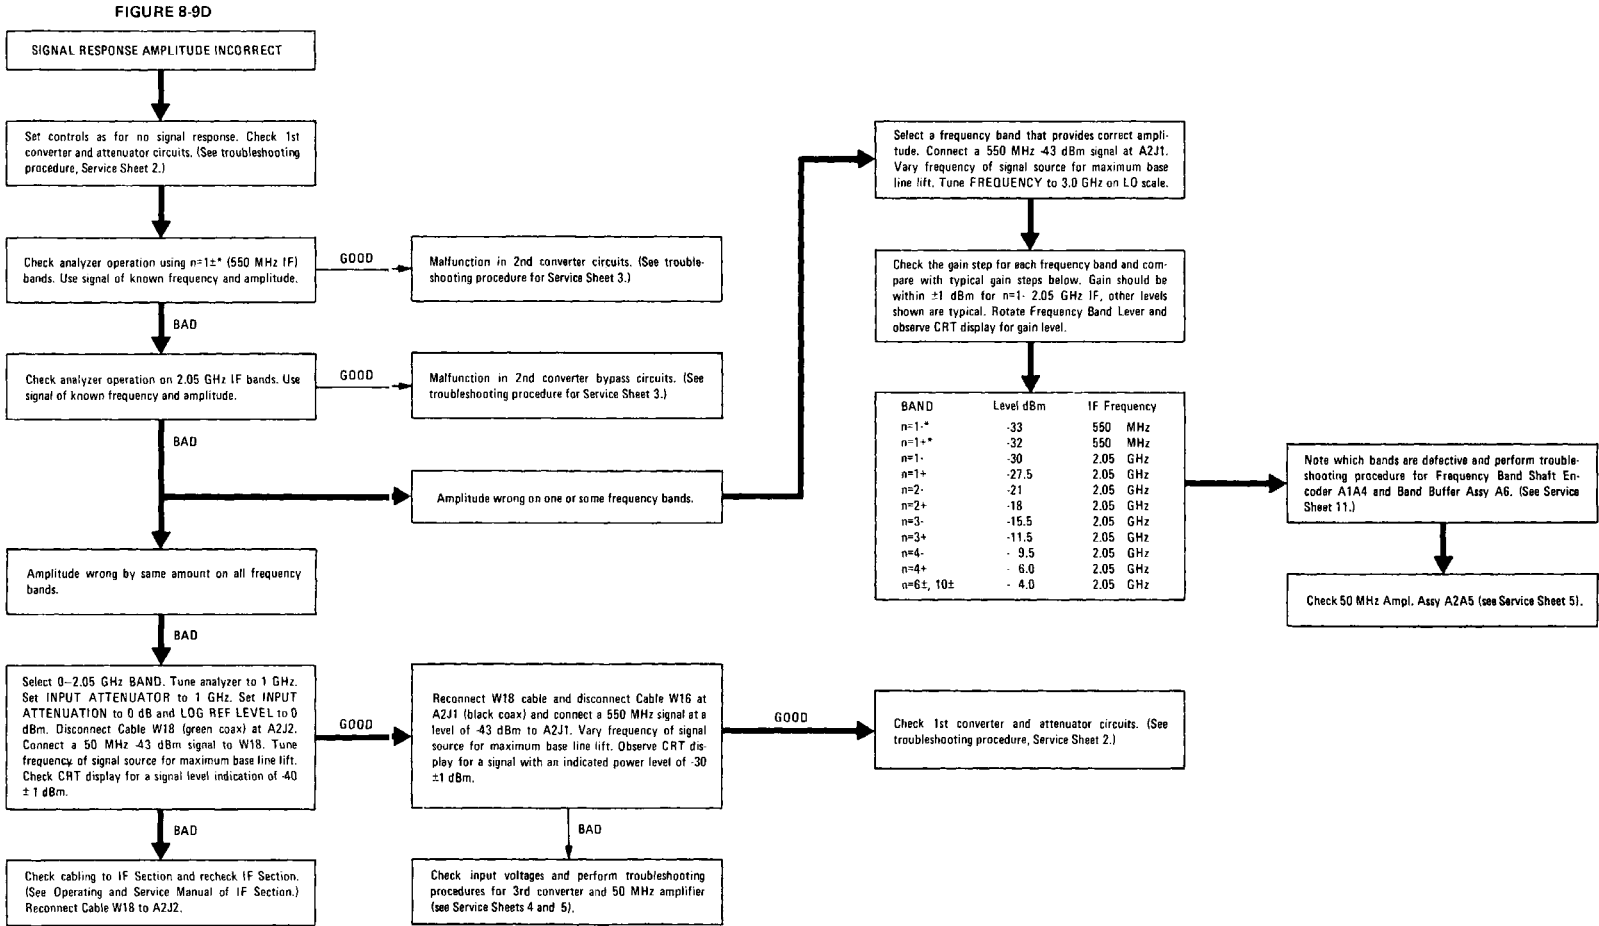 FIGURE 8-9D
SIGNAL RESPONSE AMPLITUDE INCORRECT
Set controls as for no signal response. Check 1st
converter and attenuator circuits. (See troubleshooting
procedure, Service Sheet 2.)
Check analyzer operation using n=1±* (550 MHz IF)
bands. Use signal of known frequency and amplitude.
GOOD
Malfunction in 2nd converter circuits. (See trouble-
shooting procedure for Service Sheet 3.)
BAD
Check analyzer operation on 2.05 GHz IF bands. Use
signal of known frequency and amplitude.
GOOD
Malfunction in 2nd converter bypass circuits. (See
troubleshooting procedure for Service Sheet 3.)
BAD
Amplitude wrong on one or some frequency bands.
Amplitude wrong by same amount on all frequency
bands.
BAD
Select 0–2.05 GHz BAND. Tune analyzer to 1 GHz.
Set INPUT ATTENUATOR to 1 GHz. Set INPUT
ATTENUATION to 0 dB and LOG REF LEVEL to 0
dBm. Disconnect Cable W18 (green coax) at A2J2.
Connect a 50 MHz -43 dBm signal to W18. Tune
frequency of signal source for maximum base line lift.
Check CRT display for a signal level indication of -40
± 1 dBm.
GOOD
Reconnect W18 cable and disconnect Cable W16 at
A2J1 (black coax) and connect a 550 MHz signal at a
level of -43 dBm to A2J1. Vary frequency of signal
source for maximum base line lift. Observe CRT dis-
play for a signal with an indicated power level of -30
±1 dBm.
GOOD
Check 1st converter and attenuator circuits. (See
troubleshooting procedure, Service Sheet 2.)
BAD
Check cabling to IF Section and recheck IF Section.
(See Operating and Service Manual of IF Section.)
Reconnect Cable W18 to A2J2.
BAD
Check input voltages and perform troubleshooting
procedures for 3rd converter and 50 MHz amplifier
(see Service Sheets 4 and 5).
Select a frequency band that provides correct ampli-
tude. Connect a 550 MHz -43 dBm signal at A2J1.
Vary frequency of signal source for maximum base
line lift. Tune FREQUENCY to 3.0 GHz on LO scale.
Check the gain step for each frequency band and com-
pare with typical gain steps below. Gain should be
within ±1 dBm for n=1- 2.05 GHz IF, other levels
shown are typical. Rotate Frequency Band Lever and
observe CRT display for gain level.
BAND Level dBm IF Frequency
n=1-* -33 550 MHz
n=1+* -32 550 MHz
n=1- -30 2.05 GHz
n=1+ -27.5 2.05 GHz
n=2- -21 2.05 GHz
n=2+ -18 2.05 GHz
n=3- -15.5 2.05 GHz
n=3+ -11.5 2.05 GHz
n=4- - 9.5 2.05 GHz
n=4+ - 6.0 2.05 GHz
n=6±, 10± - 4.0 2.05 GHz
Note which bands are defective and perform trouble-
shooting procedure for Frequency Band Shaft En-
coder A1A4 and Band Buffer Assy A6. (See Service
Sheet 11.)
Check 50 MHz Ampl. Assy A2A5 (see Service Sheet 5).